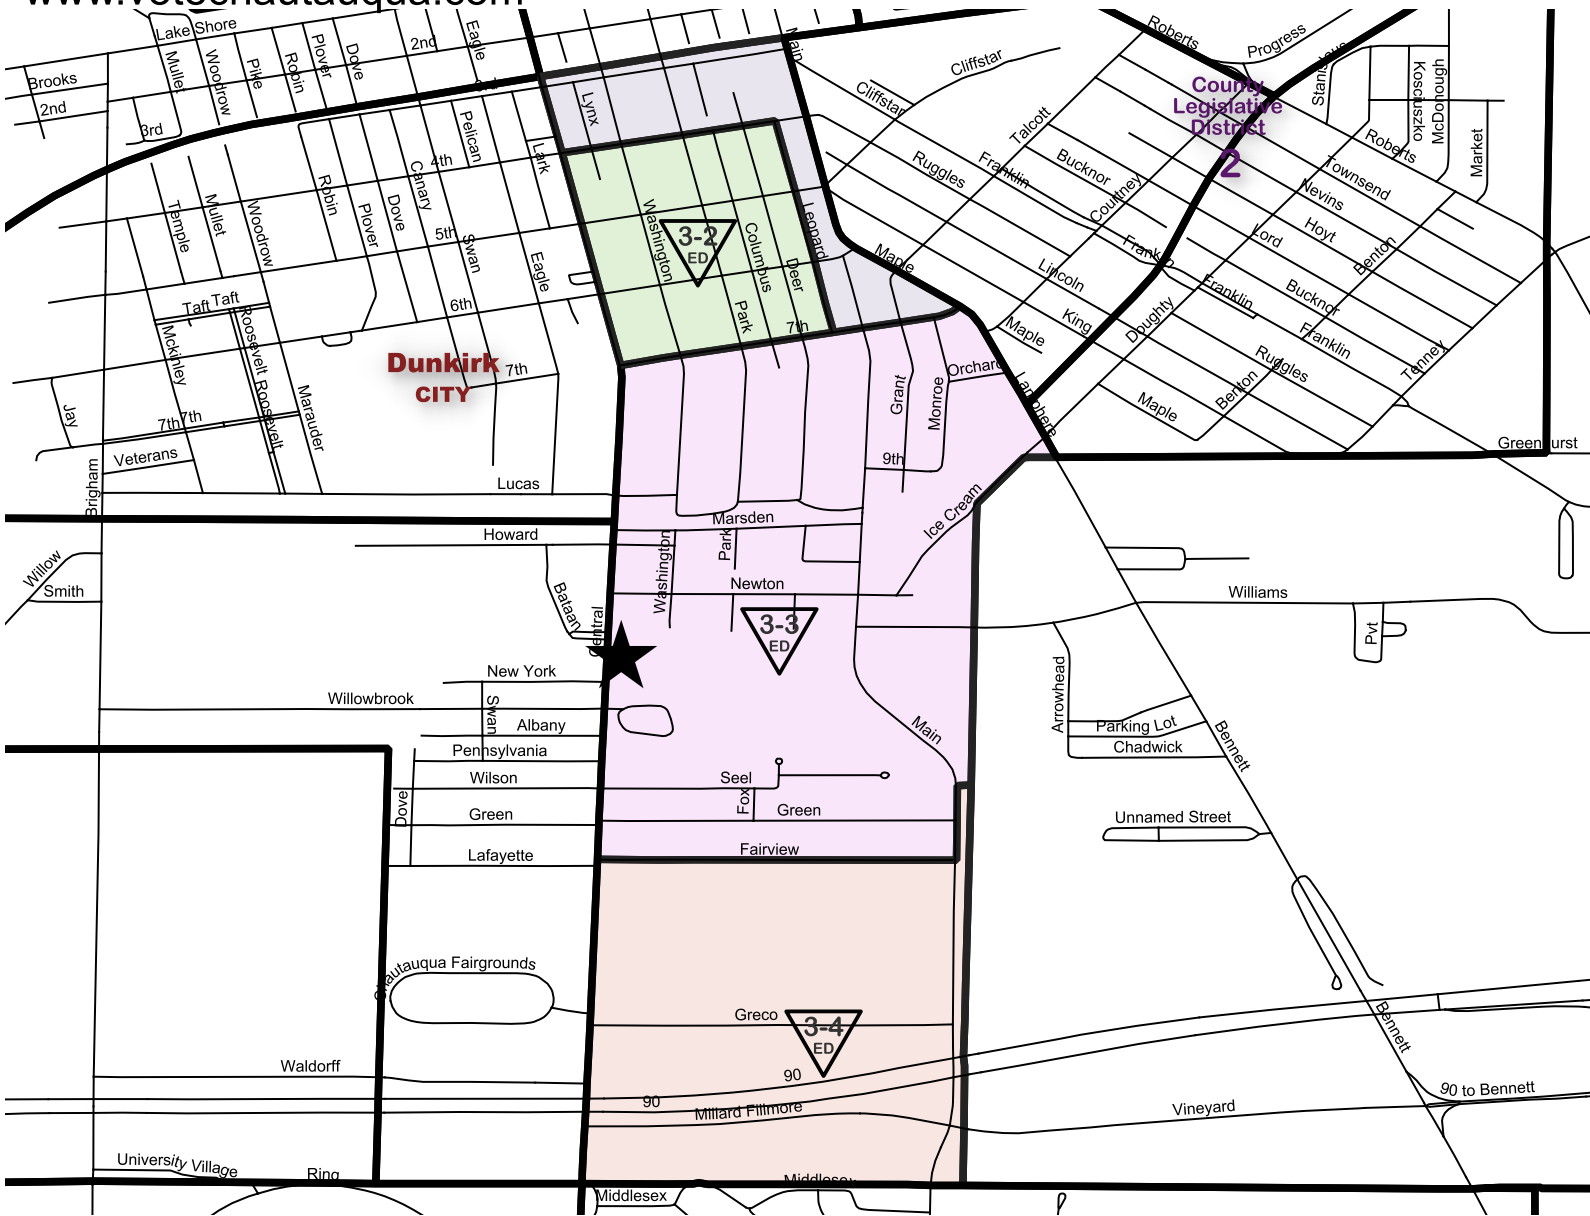 www.votechautauqua.com
Lake Shore
Mullet
Woodrow
Pike
Robin
Plover
Dove
2nd
Eagle
Main
Roberts
Progress
Stanislaus
Kosciuszko
McDonough
Market
Brooks
2nd
3rd
3rd
Cliffstar
Cliffstar
County
Legislative
District
2
Lynx
Pelican
Lark
4th
Canary
Talcott
Roberts
Ruggles
Franklin
Bucknor
Courtney
Townsend
Nevins
Hoyt
Lord
Benton
Temple
Mullet
Woodrow
Robin
Plover
Dove
5th
Swan
Eagle
Washington
3-2
ED
Columbus
Deer
Leopard
Maple
Franklin
Lincoln
Franklin
Bucknor
Franklin
Taft
Taft
6th
Park
7th
King
Maple
Doughty
Ruggles
Tenney
Mckinley
Roosevelt
Roosevelt
Marauder
Dunkirk
CITY
7th
Orchard
Grant
Monroe
Lamphere
Benton
Maple
Jay
7th
7th
Veterans
Greenhurst
Brigham
Lucas
9th
Ice Cream
Marsden
Howard
Washington
Park
Willow
Smith
Bataan
Newton
Williams
Central
3-3
ED
Pvt
New York
Willowbrook
Swan
Albany
Arrowhead
Main
Parking Lot
Chadwick
Bennett
Pennsylvania
Wilson
Seel
Dove
Green
Fox
Green
Unnamed Street
Lafayette
Fairview
Chautauqua Fairgrounds
Greco
3-4
ED
Bennett
Waldorff
90
90
Millard Fillmore
Vineyard
90 to Bennett
University Village
Ring
Middlesex
Middlesex